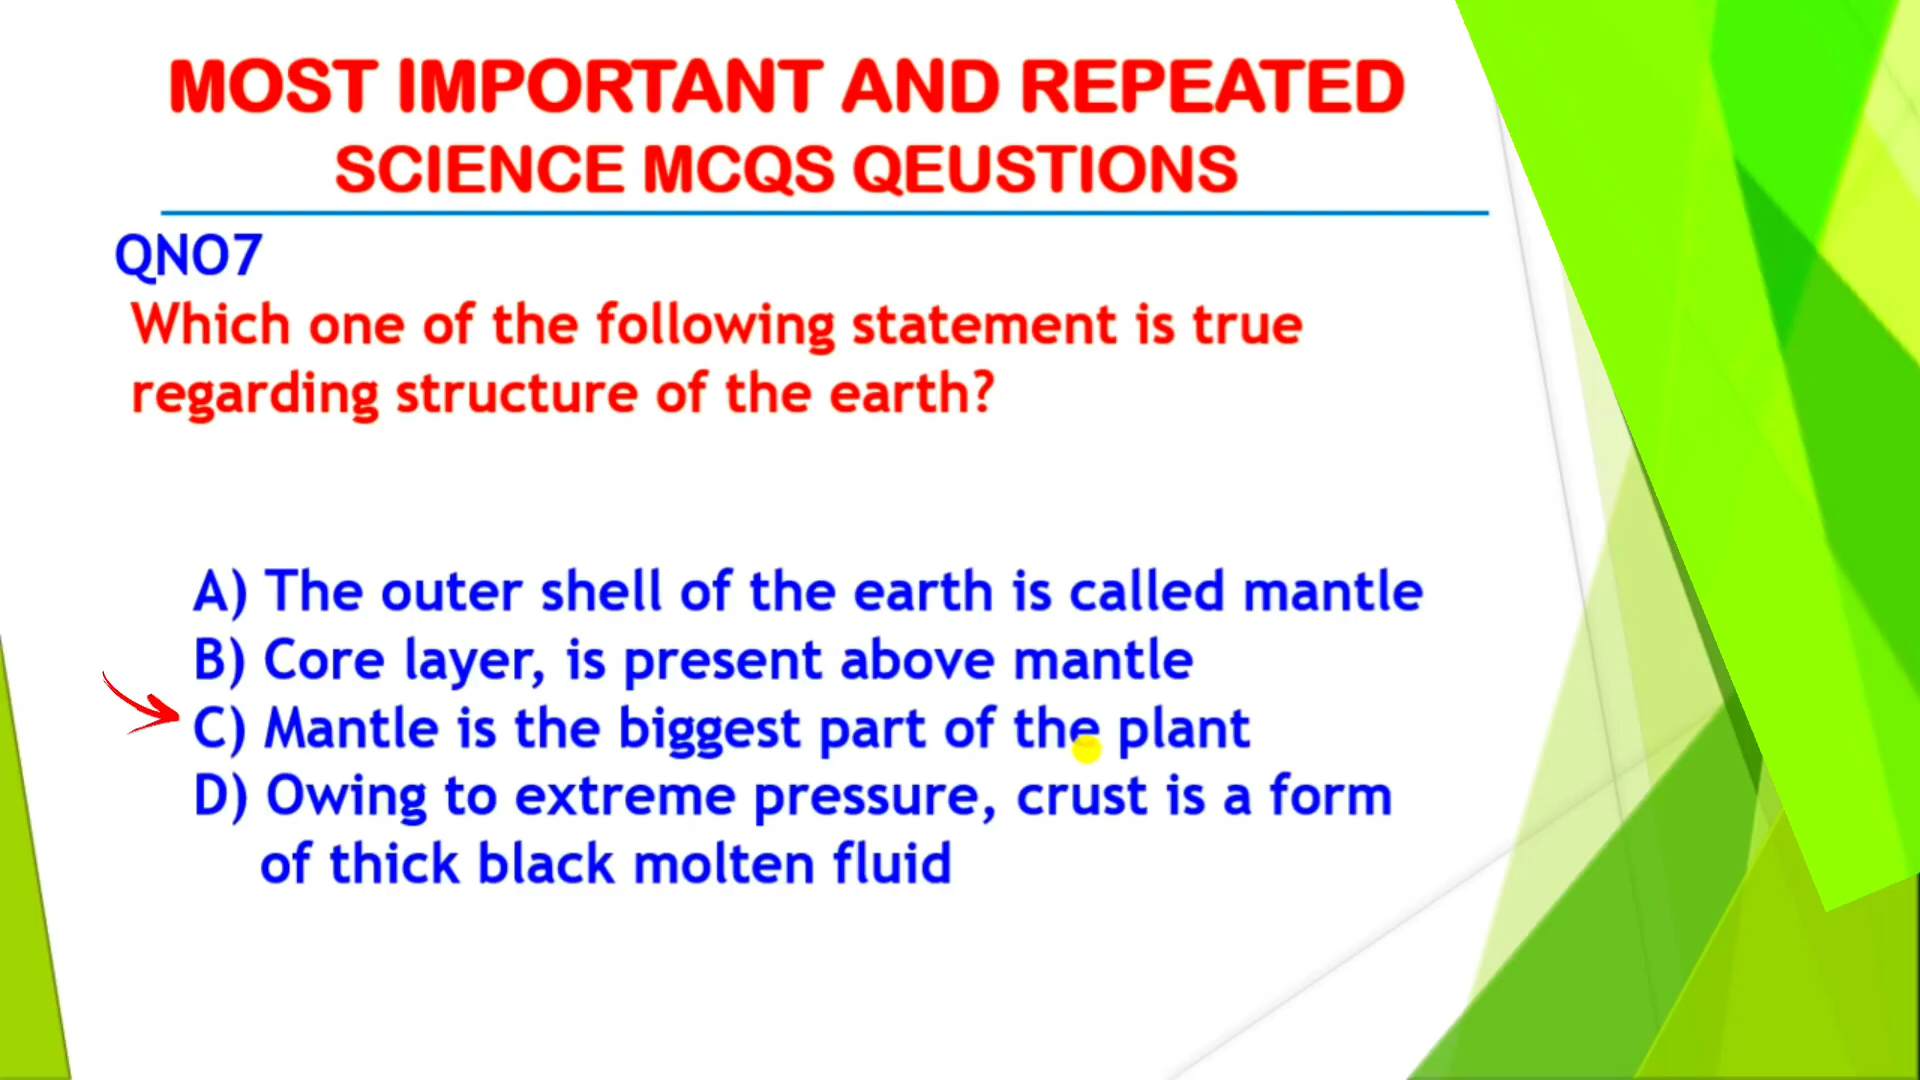 MOST IMPORTANT AND REPEATED
SCIENCE MCQS QEUSTIONS
QNO7
Which one of the following statement is true
regarding structure of the earth?
A) The outer shell of the earth is called mantle
B) Core layer, is present above mantle
C) Mantle is the biggest part of the plant
D) Owing to extreme pressure, crust is a form
of thick black molten fluid